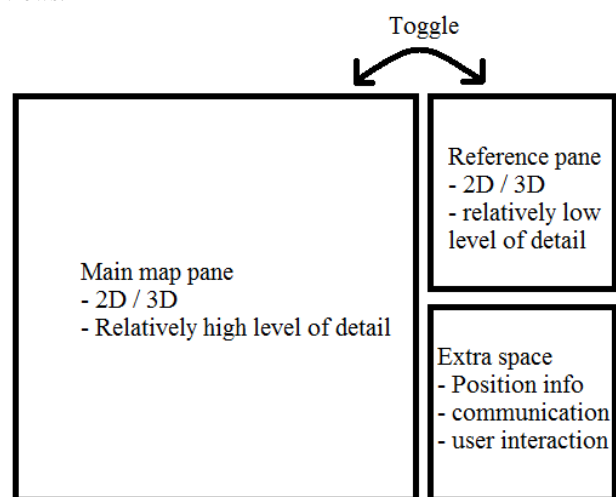 Toggle
Main map pane
- 2D / 3D
- Relatively high level of detail
Reference pane
- 2D / 3D
- relatively low
level of detail
Extra space
- Position info
- communication
- user interaction